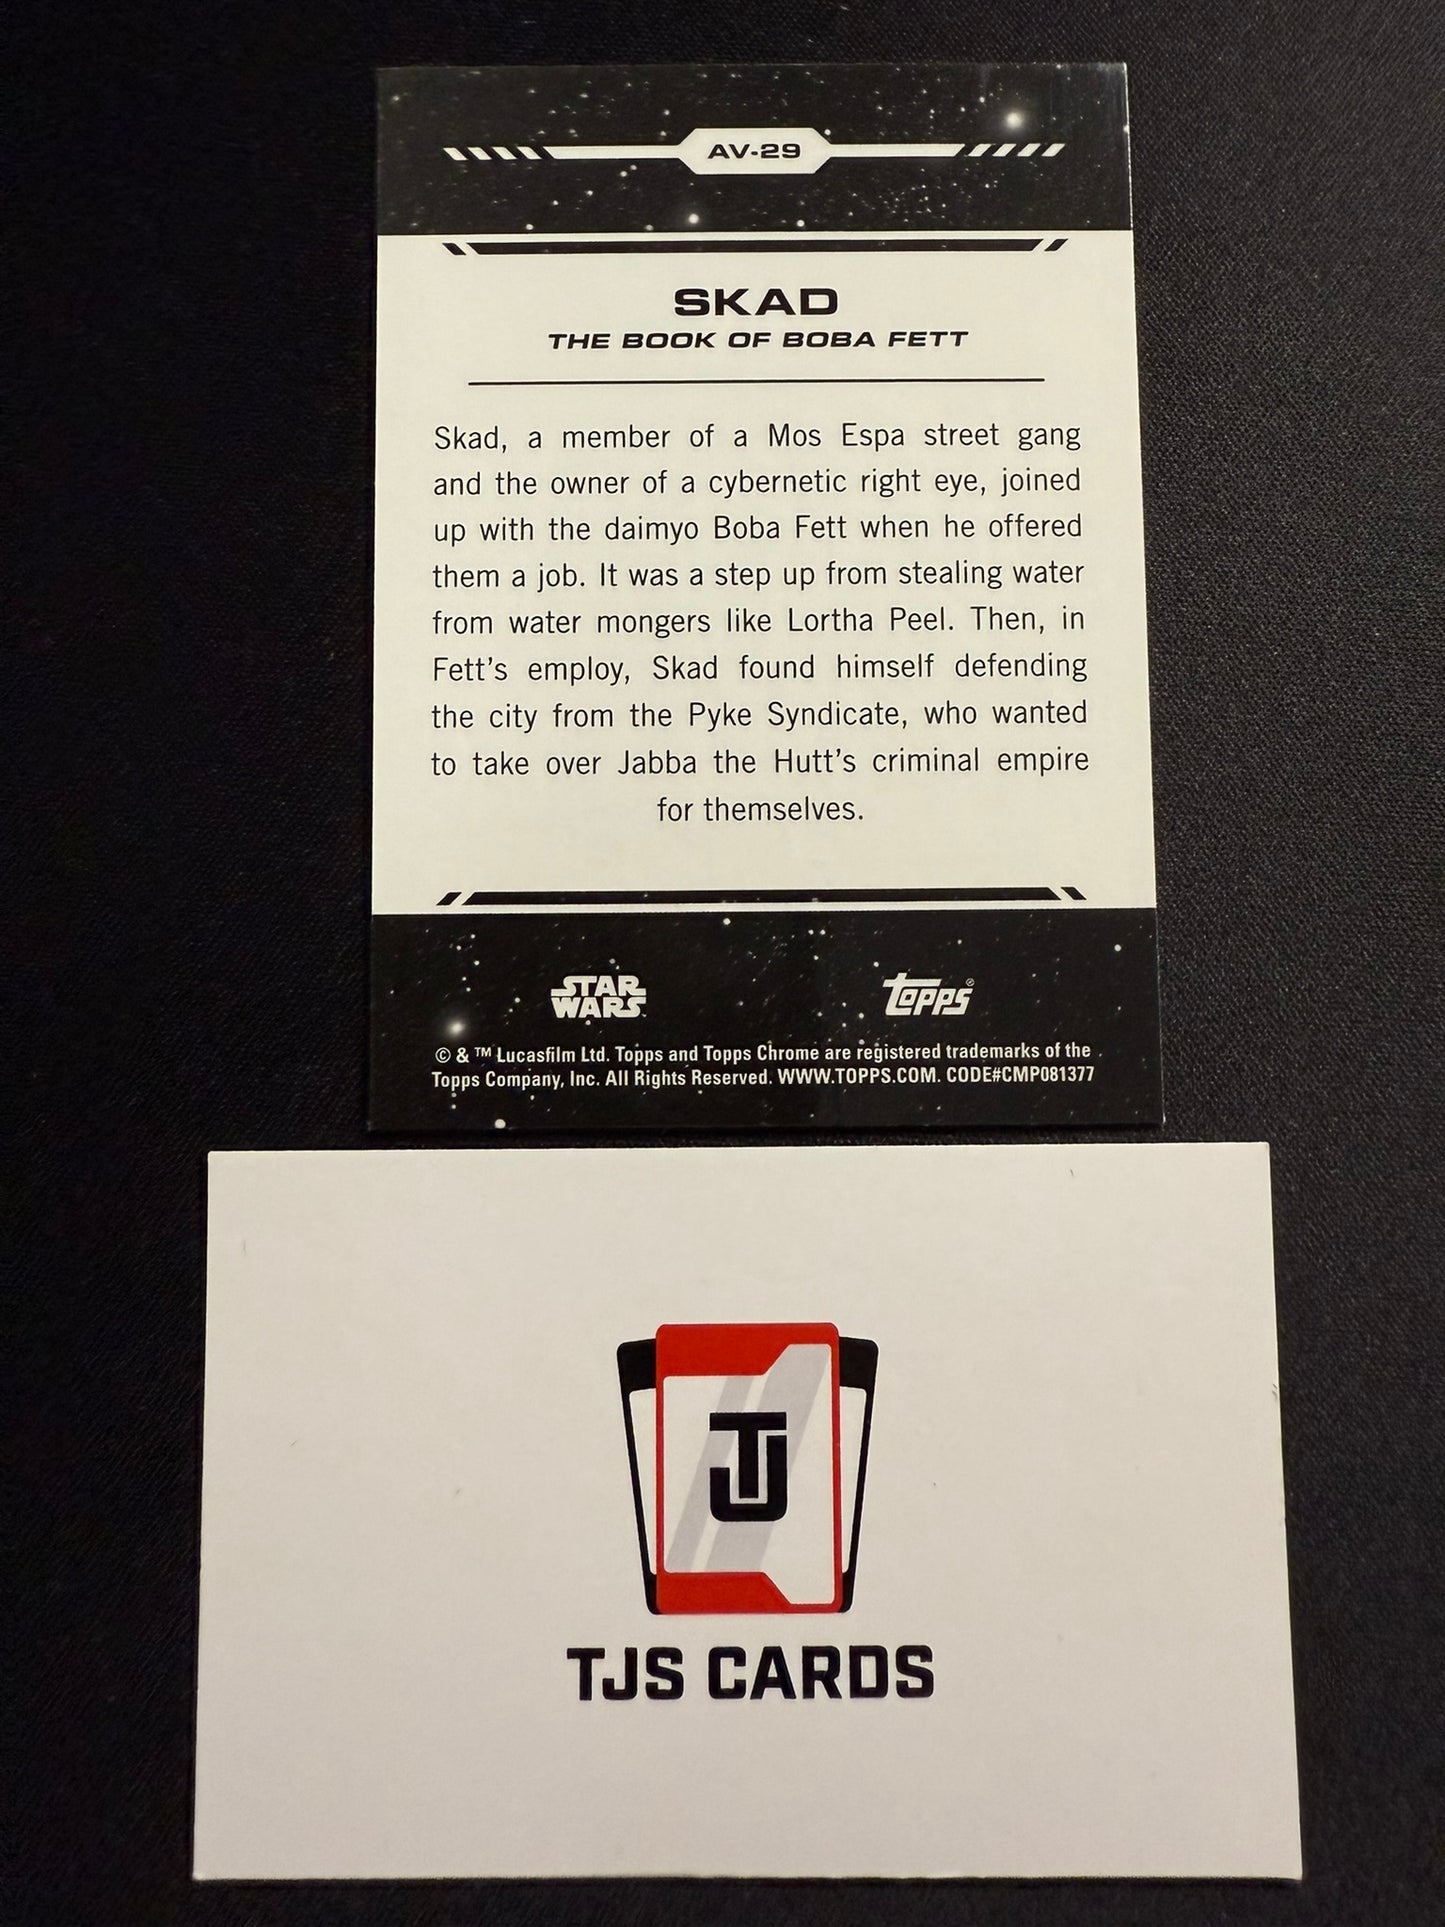 AV-29
SKAD
THE BOOK OF BOBA FETT
Skad, a member of a Mos Espa street gang
and the owner of a cybernetic right eye, joined
up with the daimyo Boba Fett when he offered
them a job. It was a step up from stealing water
from water mongers like Lortha Peel. Then, in
Fett’s employ, Skad found himself defending
the city from the Pyke Syndicate, who wanted
to take over Jabba the Hutt’s criminal empire
for themselves.
STAR
WARS™
TOPPS®
© & ™ Lucasfilm Ltd. Topps and Topps Chrome are registered trademarks of the
Topps Company, Inc. All Rights Reserved. WWW.TOPPS.COM. CODE#CMP081377
TJ
TJS CARDS